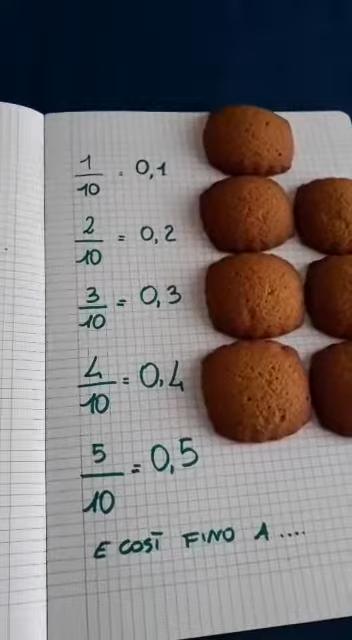 1/10 = 0,1
2/10 = 0,2
3/10 = 0,3
4/10 = 0,4
5/10 = 0,5
E COSĪ FINO A ....